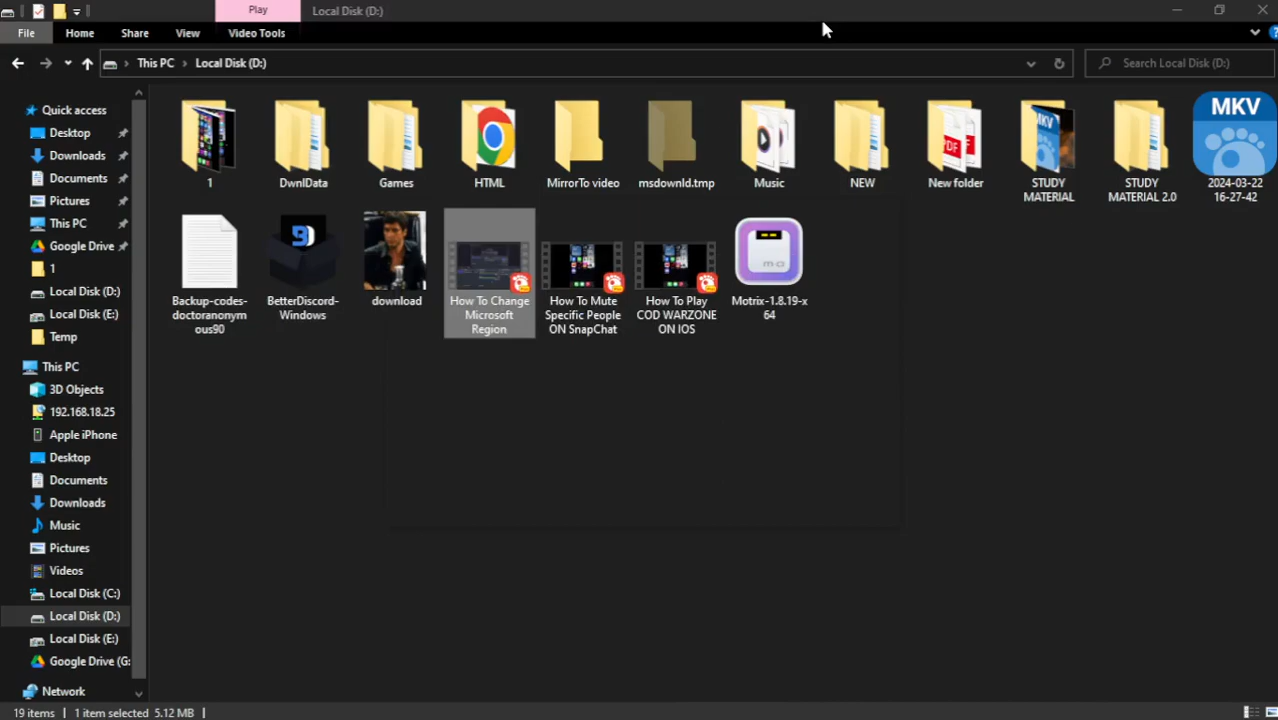 Play
Local Disk (D:)
File
Home
Share
View
Video Tools
This PC
Local Disk (D:)
Search Local Disk (D:)
Quick access
Desktop
Downloads
Documents
Pictures
This PC
Google Drive
1
Local Disk (D:)
Local Disk (E:)
Temp
This PC
3D Objects
192.168.18.25
Apple iPhone
Desktop
Documents
Downloads
Music
Pictures
Videos
Local Disk (C:)
Local Disk (D:)
Local Disk (E:)
Google Drive (G:
Network
1
DwnlData
Games
HTML
MirrorTo video
msdownld.tmp
Music
NEW
PDF
New folder
MKV
STUDY
MATERIAL
STUDY
MATERIAL 2.0
MKV
2024-03-22
16-27-42
Backup-codes-
doctoranonym
ous90
BetterDiscord-
Windows
download
How To Change
Microsoft
Region
How To Mute
Specific People
ON SnapChat
How To Play
COD WARZONE
ON IOS
Motrix-1.8.19-x
64
19 items
1 item selected 5.12 MB